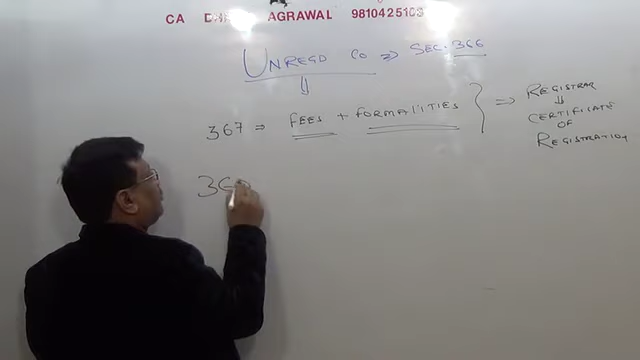 CA AGRAWAL 9810425103
UNREGD CO ⇒ SEC. 366
⇓
367 ⇒ FEES + FORMALITIES } ⇒ REGISTRAR
⇓
CERTIFICATE
OF
REGISTRATION
36